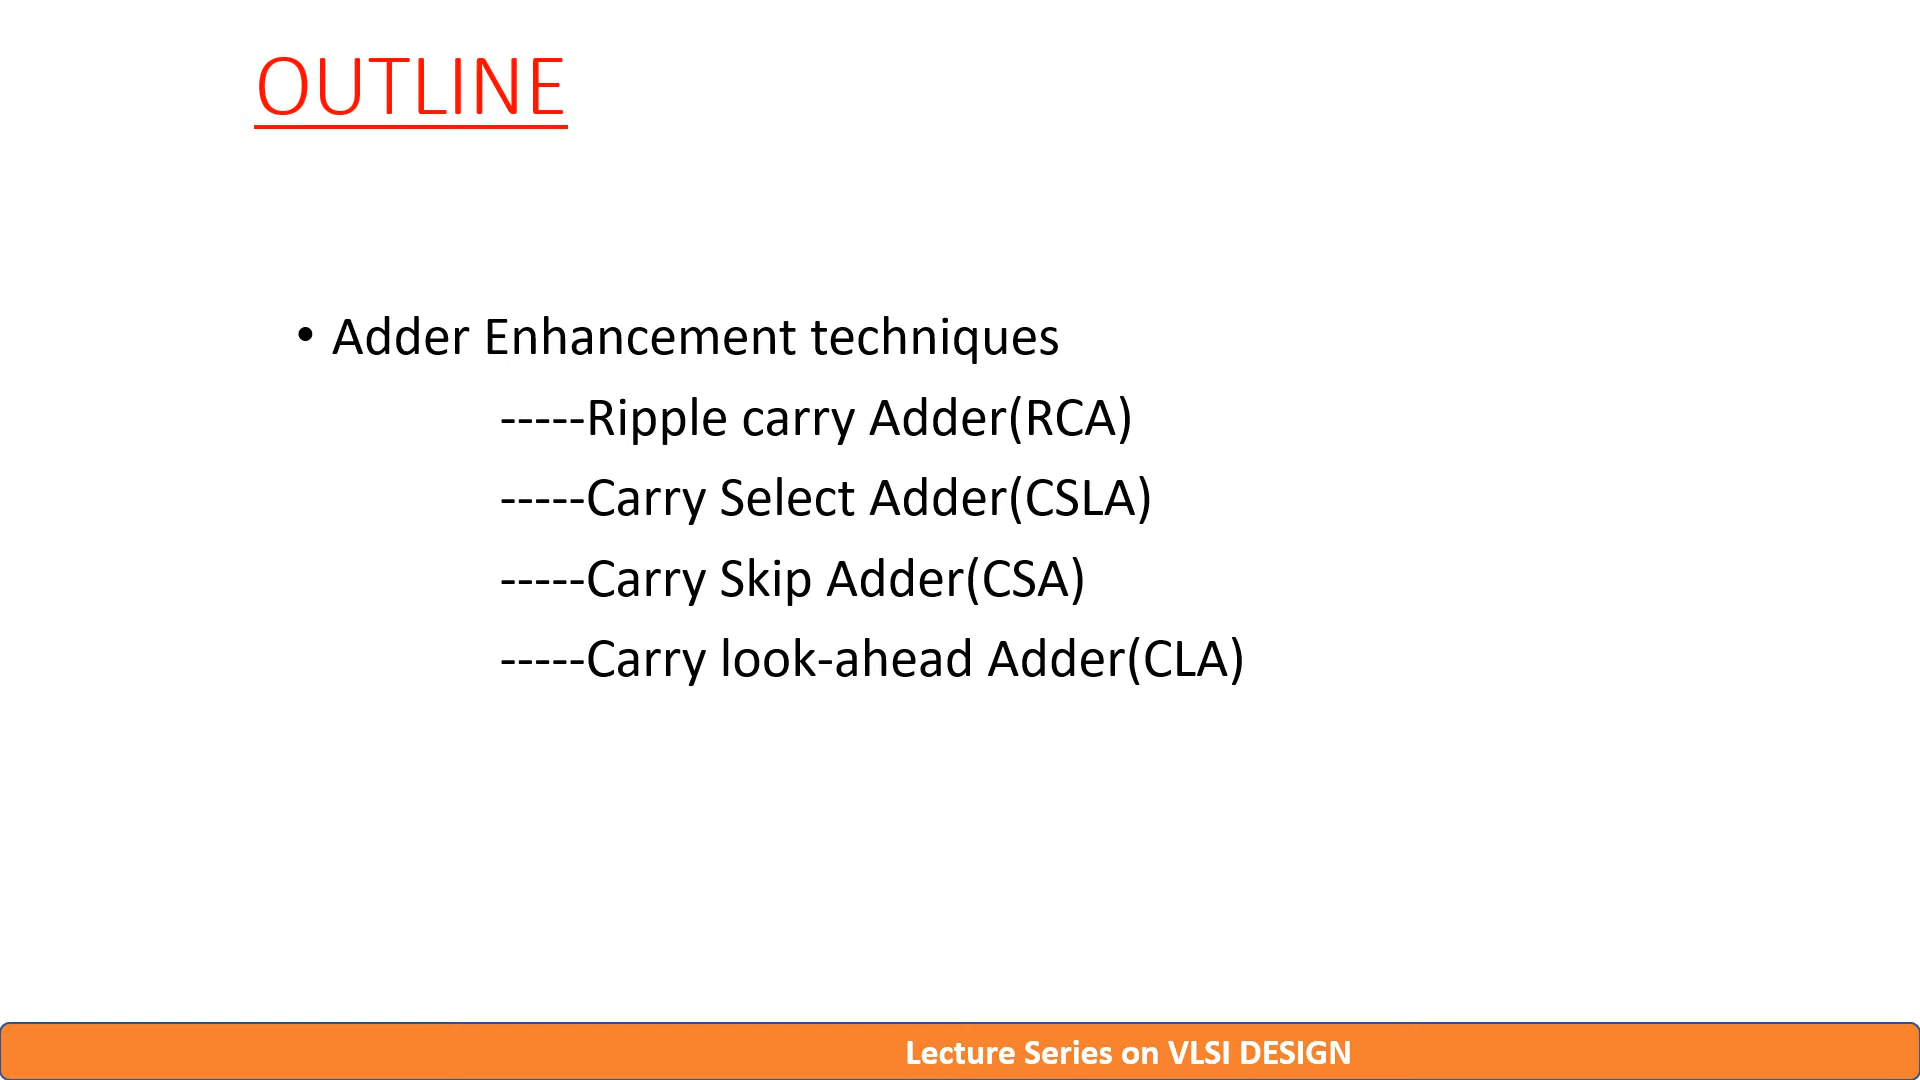 OUTLINE
• Adder Enhancement techniques
-----Ripple carry Adder(RCA)
-----Carry Select Adder(CSLA)
-----Carry Skip Adder(CSA)
-----Carry look-ahead Adder(CLA)
Lecture Series on VLSI DESIGN